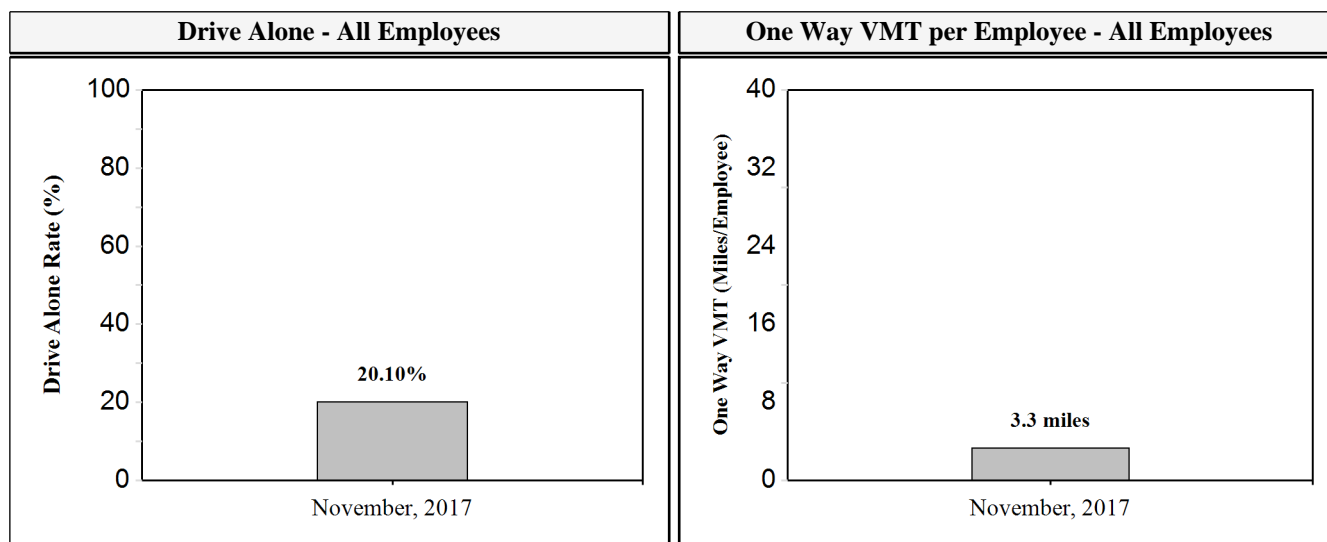 Drive Alone - All Employees
One Way VMT per Employee - All Employees
Drive Alone Rate (%)
100
80
60
40
20
0
20.10%
November, 2017
One Way VMT (Miles/Employee)
40
32
24
16
8
0
3.3 miles
November, 2017